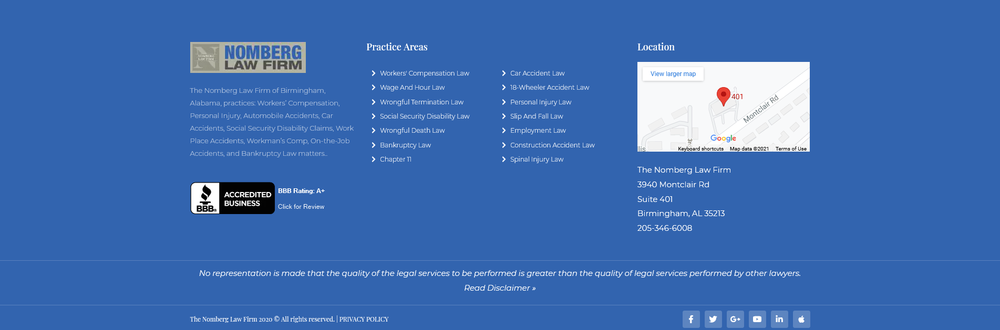 N
NOMBERG
LAW FIRM
NOMBERG
LAW FIRM
The Nomberg Law Firm of Birmingham,
Alabama, practices: Workers’ Compensation,
Personal Injury, Automobile Accidents, Car
Accidents, Social Security Disability Claims, Work
Place Accidents, Workman’s Comp, On-the-Job
Accidents, and Bankruptcy Law matters..
BBB®
ACCREDITED
BUSINESS
BBB Rating: A+
Click for Review
Practice Areas
Workers' Compensation Law
Wage And Hour Law
Wrongful Termination Law
Social Security Disability Law
Wrongful Death Law
Bankruptcy Law
Chapter 11
Car Accident Law
18-Wheeler Accident Law
Personal Injury Law
Slip And Fall Law
Employment Law
Construction Accident Law
Spinal Injury Law
Location
View larger map
401
Montclair Rd
3rd
Google
llis
Keyboard shortcuts Map data ©2021 Terms of Use
The Nomberg Law Firm
3940 Montclair Rd
Suite 401
Birmingham, AL 35213
205-346-6008
No representation is made that the quality of the legal services to be performed is greater than the quality of legal services performed by other lawyers.
Read Disclaimer »
The Nomberg Law Firm 2020 © All rights reserved. | PRIVACY POLICY